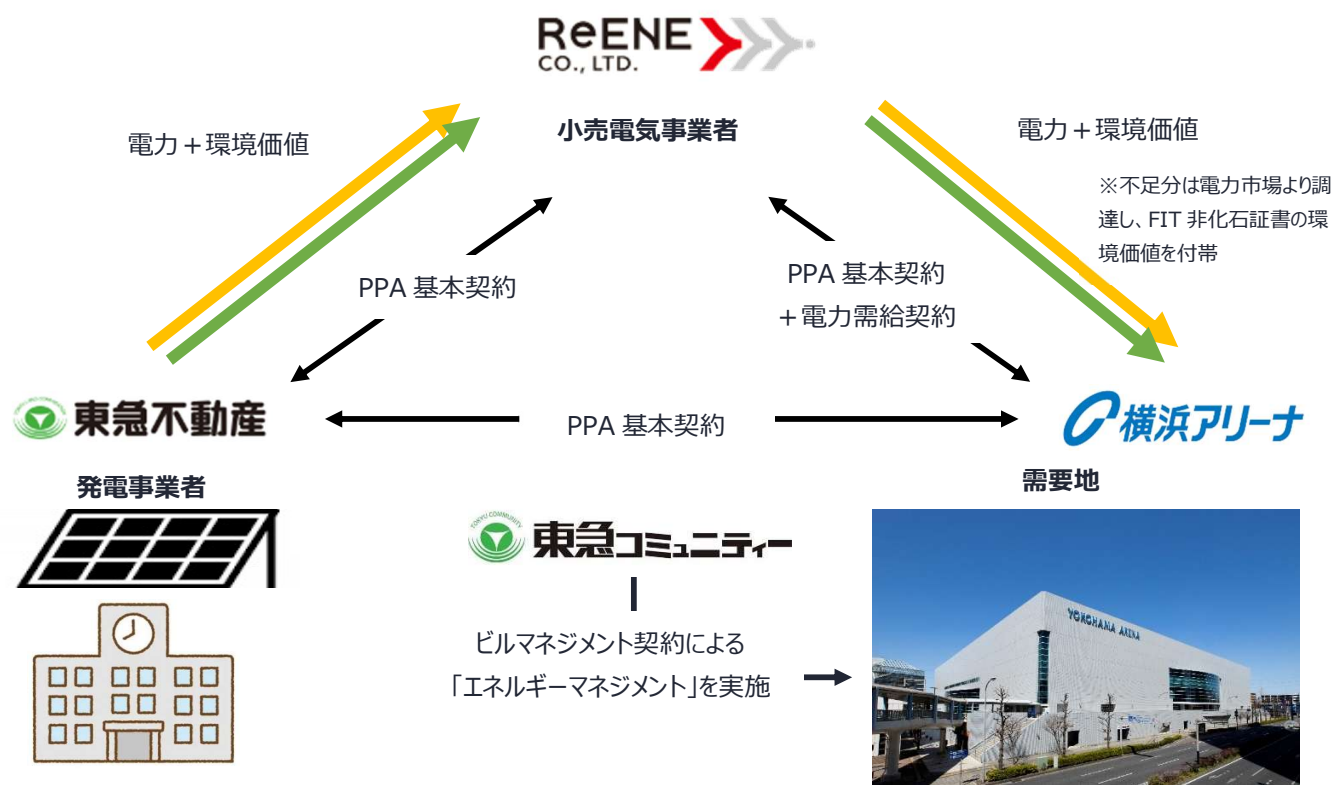 ReENE
CO., LTD.
小売電気事業者
電力＋環境価値
電力＋環境価値
※不足分は電力市場より調
達し、FIT 非化石証書の環
境価値を付帯
PPA 基本契約
PPA 基本契約
＋電力需給契約
東急不動産
PPA 基本契約
横浜アリーナ
発電事業者
需要地
TOKYU COMMUNITY
東急コミュニティー
ビルマネジメント契約による
「エネルギーマネジメント」を実施
YOKOHAMA ARENA